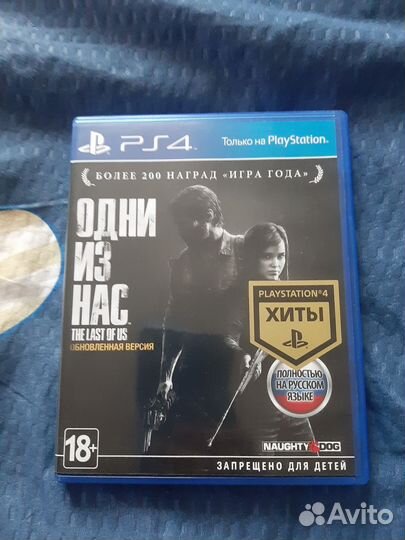 PS4
Только на PlayStation®
БОЛЕЕ 200 НАГРАД «ИГРА ГОДА»
ОДНИ
ИЗ
НАС
THE LAST OF US
ОБНОВЛЕННАЯ ВЕРСИЯ
PLAYSTATION®4
ХИТЫ
ПОЛНОСТЬЮ
НА РУССКОМ
ЯЗЫКЕ
18+
NAUGHTY DOG
ЗАПРЕЩЕНО ДЛЯ ДЕТЕЙ
Avito